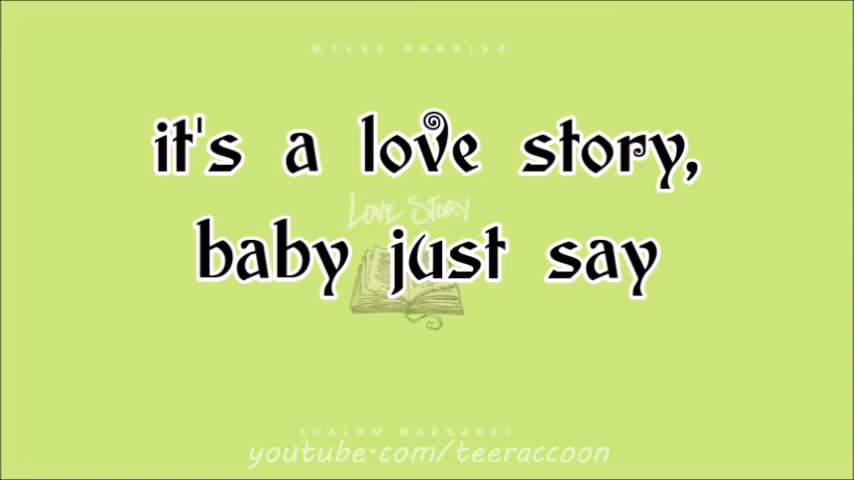 MYLES PARRISH
it's a love story,
LOVE STORY
baby just say
SHALOM MARGARET
youtube.com/teeraccoon